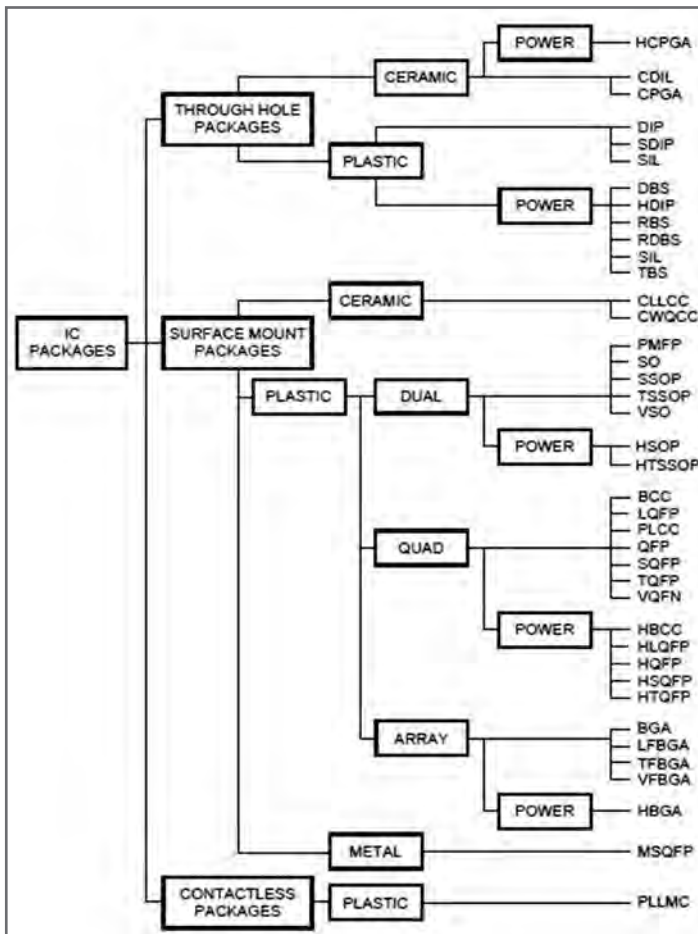 POWER
HCPGA
CERAMIC
CDIL
CPGA
THROUGH HOLE
PACKAGES
DIP
SDIP
SIL
PLASTIC
DBS
HDIP
POWER
RBS
RDBS
SIL
TBS
CERAMIC
CLLCC
CWQCC
IC
PACKAGES
SURFACE MOUNT
PACKAGES
PMFP
SO
SSOP
TSSOP
VSO
PLASTIC
DUAL
POWER
HSOP
HTSSOP
BCC
LQFP
PLCC
QUAD
QFP
SQFP
TQFP
VQFN
POWER
HBCC
HLQFP
HQFP
HSQFP
HTQFP
ARRAY
BGA
LFBGA
TFBGA
VFBGA
POWER
HBGA
METAL
MSQFP
CONTACTLESS
PACKAGES
PLASTIC
PLLMC